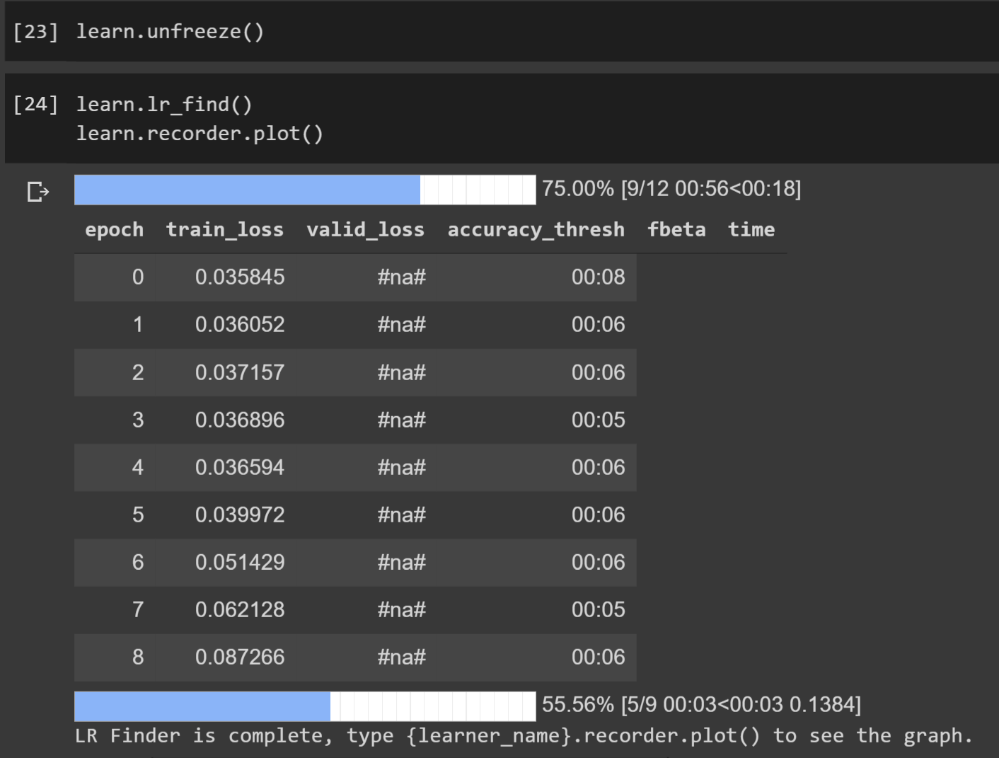 [23] learn.unfreeze()
[24] learn.lr_find()
learn.recorder.plot()
75.00% [9/12 00:56<00:18]
epoch train_loss valid_loss accuracy_thresh fbeta time
0 0.035845 #na# 00:08
1 0.036052 #na# 00:06
2 0.037157 #na# 00:06
3 0.036896 #na# 00:05
4 0.036594 #na# 00:06
5 0.039972 #na# 00:06
6 0.051429 #na# 00:06
7 0.062128 #na# 00:05
8 0.087266 #na# 00:06
55.56% [5/9 00:03<00:03 0.1384]
LR Finder is complete, type {learner_name}.recorder.plot() to see the graph.